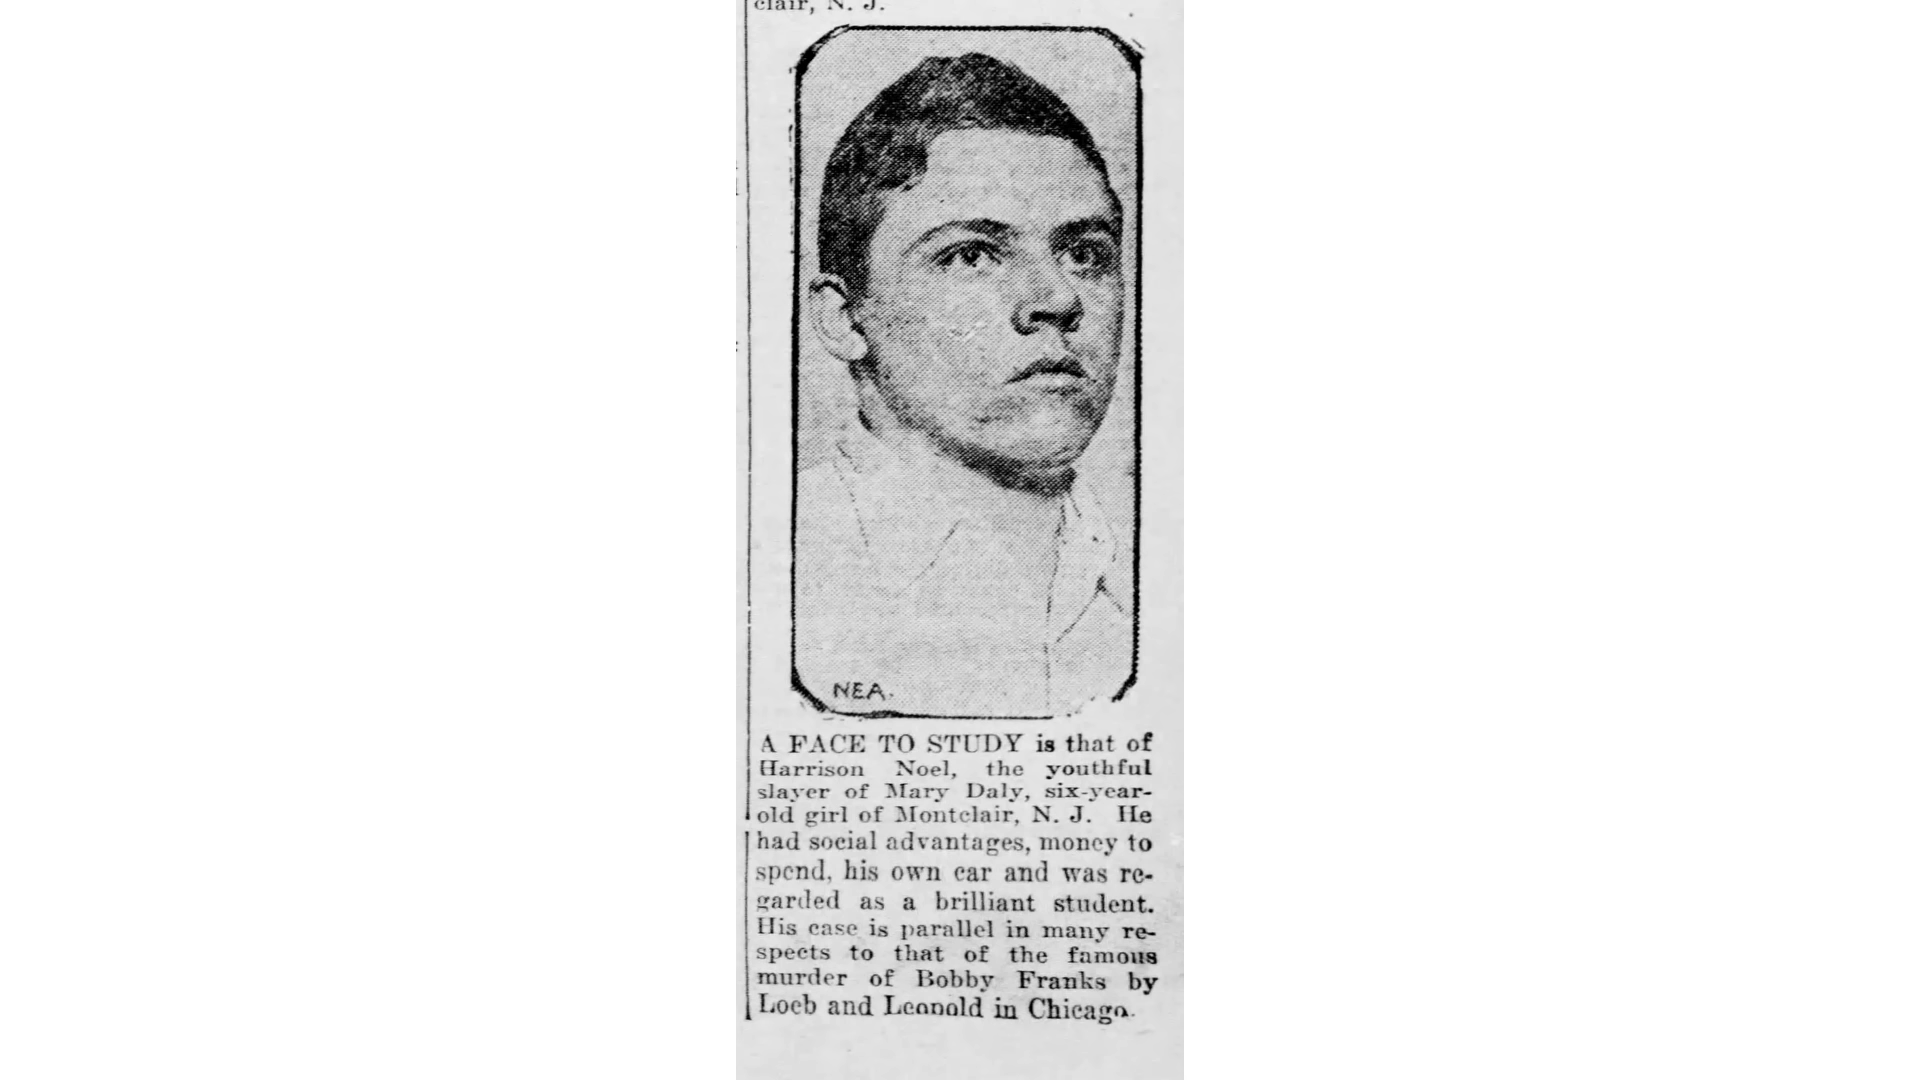 clair, N. J.
NEA.
A FACE TO STUDY is that of
Harrison Noel, the youthful
slayer of Mary Daly, six-year-
old girl of Montclair, N. J. He
had social advantages, money to
spend, his own car and was re-
garded as a brilliant student.
His case is parallel in many re-
spects to that of the famous
murder of Bobby Franks by
Loeb and Leopold in Chicago.